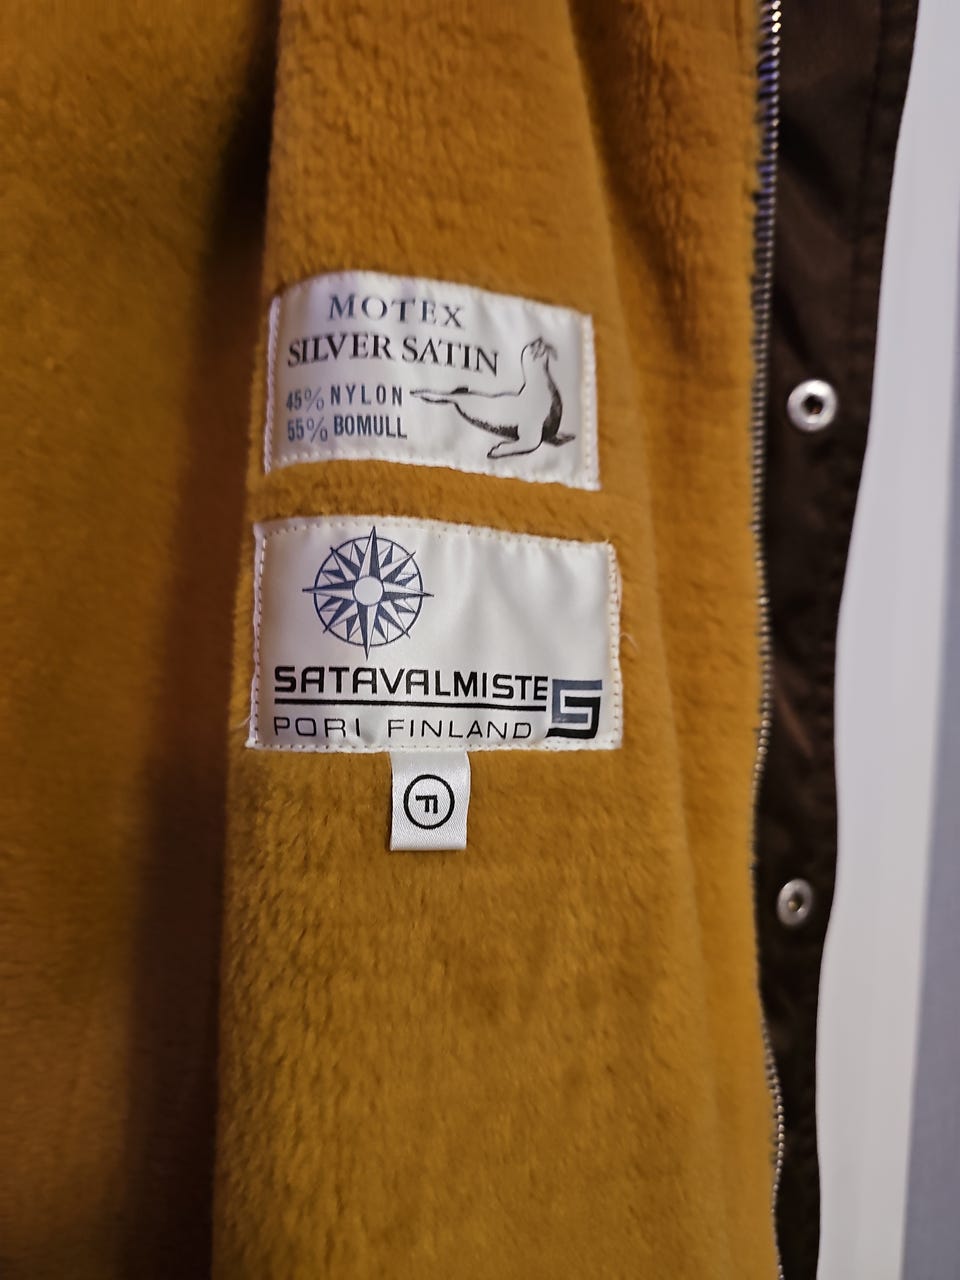 MOTEX
SILVER SATIN
45% NYLON
55% BOMULL
SATAVALMISTE
PORI FINLAND
F